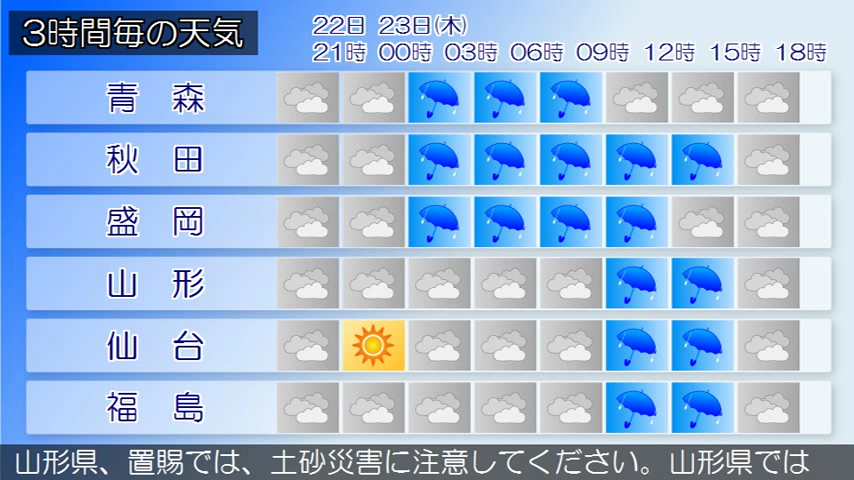 3時間毎の天気
22日 23日(木)
21時 00時 03時 06時 09時 12時 15時 18時
青森
秋田
盛岡
山形
仙台
福島
山形県、置賜では、土砂災害に注意してください。山形県では